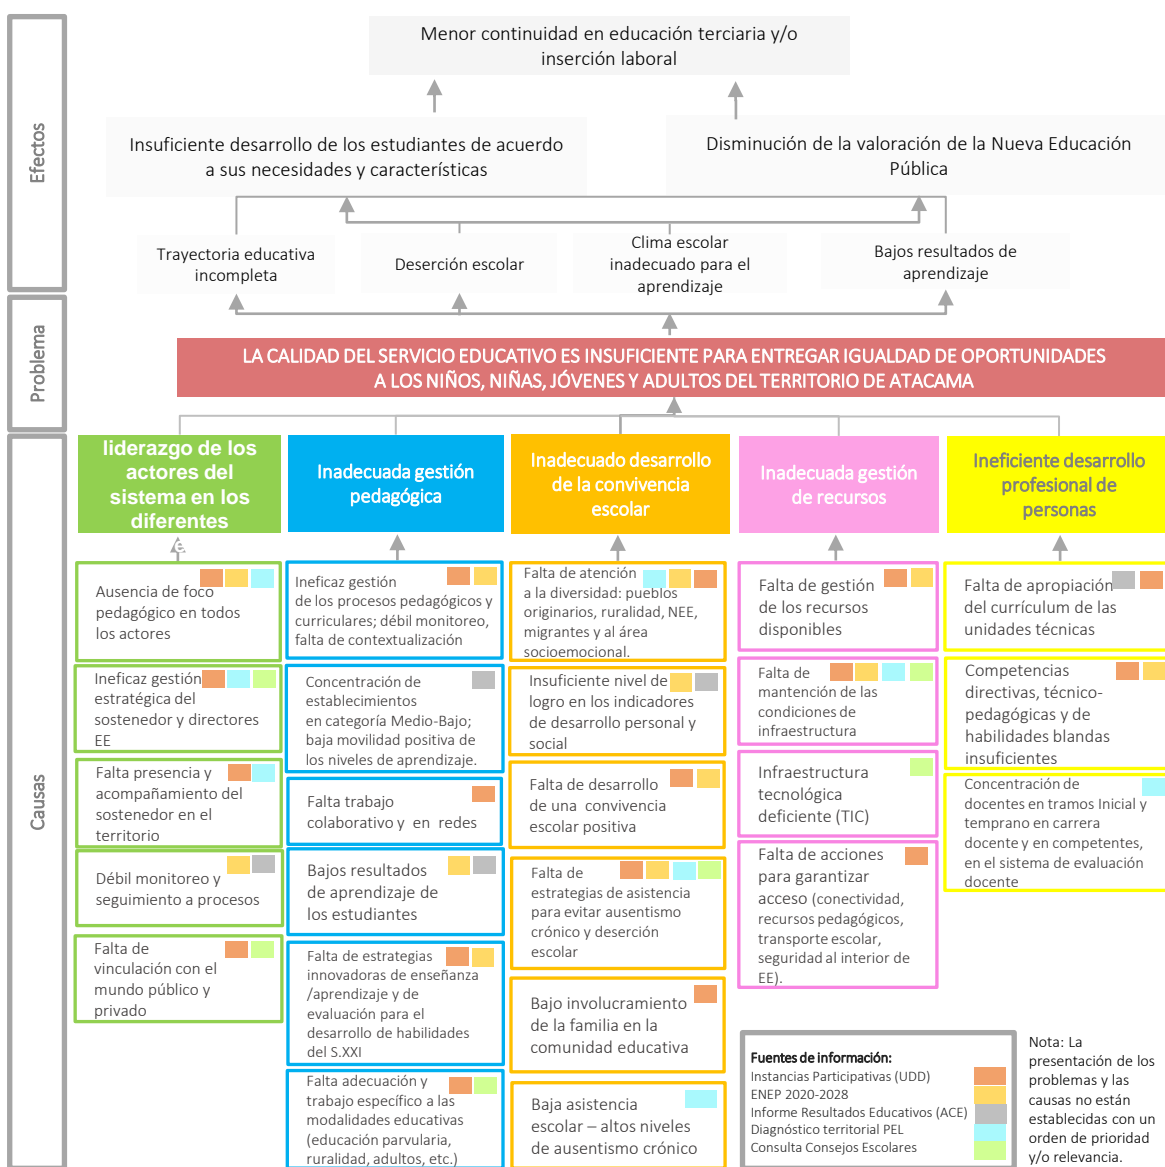 Efectos
Menor continuidad en educación terciaria y/o
inserción laboral
Insuficiente desarrollo de los estudiantes de acuerdo
a sus necesidades y características
Disminución de la valoración de la Nueva Educación
Pública
Trayectoria educativa
incompleta
Deserción escolar
Clima escolar
inadecuado para el
aprendizaje
Bajos resultados de
aprendizaje
Problema
LA CALIDAD DEL SERVICIO EDUCATIVO ES INSUFICIENTE PARA ENTREGAR IGUALDAD DE OPORTUNIDADES
A LOS NIÑOS, NIÑAS, JÓVENES Y ADULTOS DEL TERRITORIO DE ATACAMA
Causas
liderazgo de los
actores del
sistema en los
diferentes
Ausencia de foco
pedagógico en todos
los actores
Ineficaz gestión
estratégica del
sostenedor y directores
EE
Falta presencia y
acompañamiento del
sostenedor en el
territorio
Débil monitoreo y
seguimiento a procesos
Falta de
vinculación con el
mundo público y
privado
Inadecuada gestión
pedagógica
Ineficaz gestión
de los procesos pedagógicos y
curriculares; débil monitoreo,
falta de contextualización
Concentración de
establecimientos
en categoría Medio-Bajo;
baja movilidad positiva de
los niveles de aprendizaje.
Falta trabajo
colaborativo y en redes
Bajos resultados
de aprendizaje de
los estudiantes
Falta de estrategias
innovadoras de enseñanza
/aprendizaje y de
evaluación para el
desarrollo de habilidades
del S.XXI
Falta adecuación y
trabajo específico a las
modalidades educativas
(educación parvularia,
ruralidad, adultos, etc.)
Inadecuado desarrollo
de la convivencia
escolar
Falta de atención
a la diversidad: pueblos
originarios, ruralidad, NEE,
migrantes y al área
socioemocional.
Insuficiente nivel de
logro en los indicadores
de desarrollo personal y
social
Falta de desarrollo
de una convivencia
escolar positiva
Falta de
estrategias de asistencia
para evitar ausentismo
crónico y deserción
escolar
Bajo involucramiento
de la familia en la
comunidad educativa
Baja asistencia
escolar – altos niveles
de ausentismo crónico
Inadecuada gestión
de recursos
Falta de gestión
de los recursos
disponibles
Falta de
mantención de las
condiciones de
infraestructura
Infraestructura
tecnológica
deficiente (TIC)
Falta de acciones
para garantizar
acceso (conectividad,
recursos pedagógicos,
transporte escolar,
seguridad al interior de
EE).
Ineficiente desarrollo
profesional de
personas
Falta de apropiación
del currículum de las
unidades técnicas
Competencias
directivas, técnico-
pedagógicas y de
habilidades blandas
insuficientes
Concentración de
docentes en tramos Inicial y
temprano en carrera
docente y en competentes,
en el sistema de evaluación
docente
Fuentes de información:
Instancias Participativas (UDD)
ENEP 2020-2028
Informe Resultados Educativos (ACE)
Diagnóstico territorial PEL
Consulta Consejos Escolares
Nota: La
presentación de los
problemas y las
causas no están
establecidas con un
orden de prioridad
y/o relevancia.